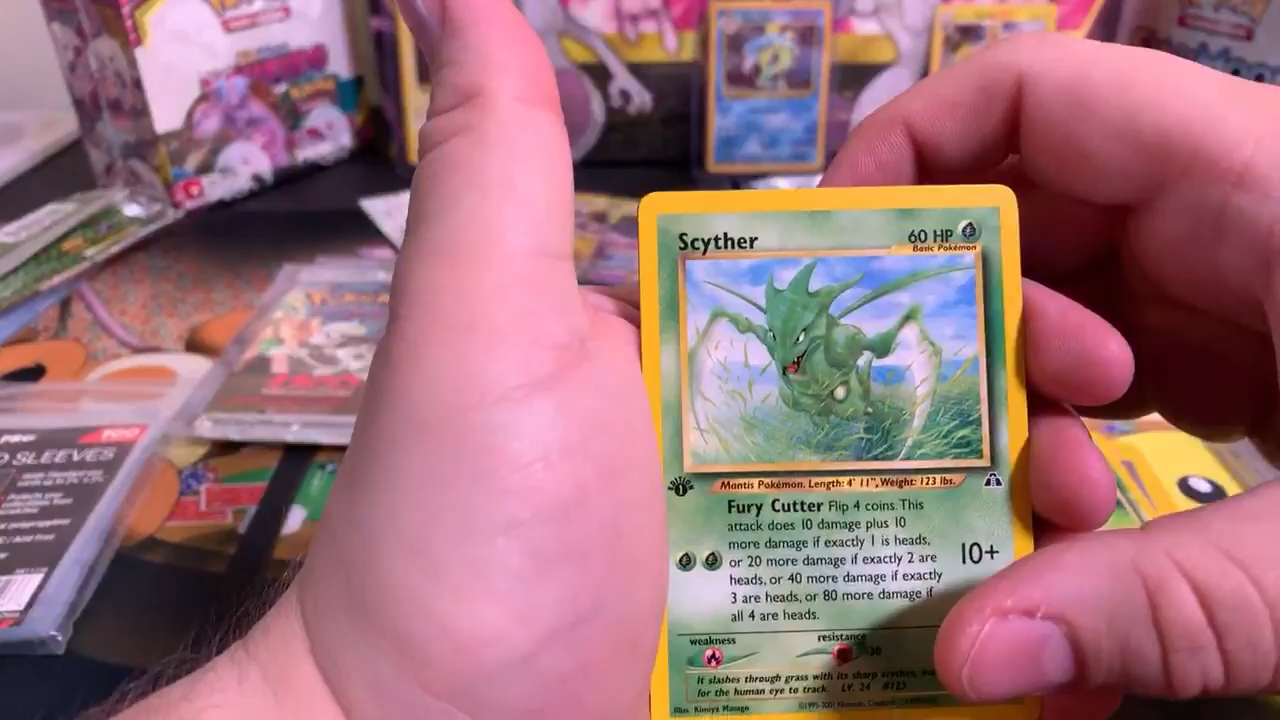 Scyther
60 HP
Basic Pokémon
EDITION
1
Mantis Pokémon. Length: 4' 11", Weight: 123 lbs.
Fury Cutter Flip 4 coins. This
attack does 10 damage plus 10
more damage if exactly 1 is heads,
or 20 more damage if exactly 2 are
heads, or 40 more damage if exactly
3 are heads, or 80 more damage if
all 4 are heads.
10+
weakness
resistance
-30
It slashes through grass with its sharp scythes,
for the human eye to track. LV. 24 #123
Illus. Kimiya Masago
©1995-2001 Nintendo,
SLEEVES
100